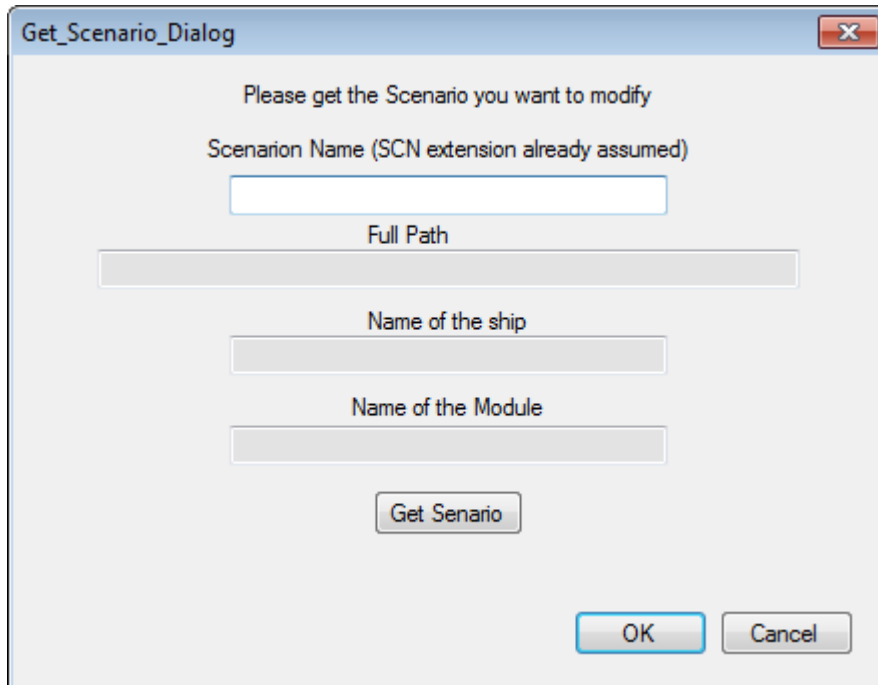 Get_Scenario_Dialog
Please get the Scenario you want to modify
Scenarion Name (SCN extension already assumed)
Full Path
Name of the ship
Name of the Module
Get Senario
OK
Cancel